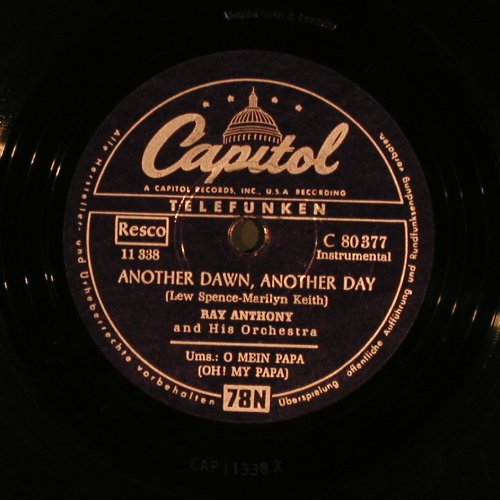 Capitol
A CAPITOL RECORDS, INC., U.S.A. RECORDING
TELEFUNKEN
Resco
11 338
C 80377
Instrumental
ANOTHER DAWN, ANOTHER DAY
(Lew Spence-Marilyn Keith)
RAY ANTHONY
and His Orchestra
Ums.: O MEIN PAPA
(OH! MY PAPA)
78N
Alle Hersteller- und Urheberrechte vorbehalten
Überspielung, öffentliche Aufführung und Rundfunksendung verboten.
CAP 11338 X